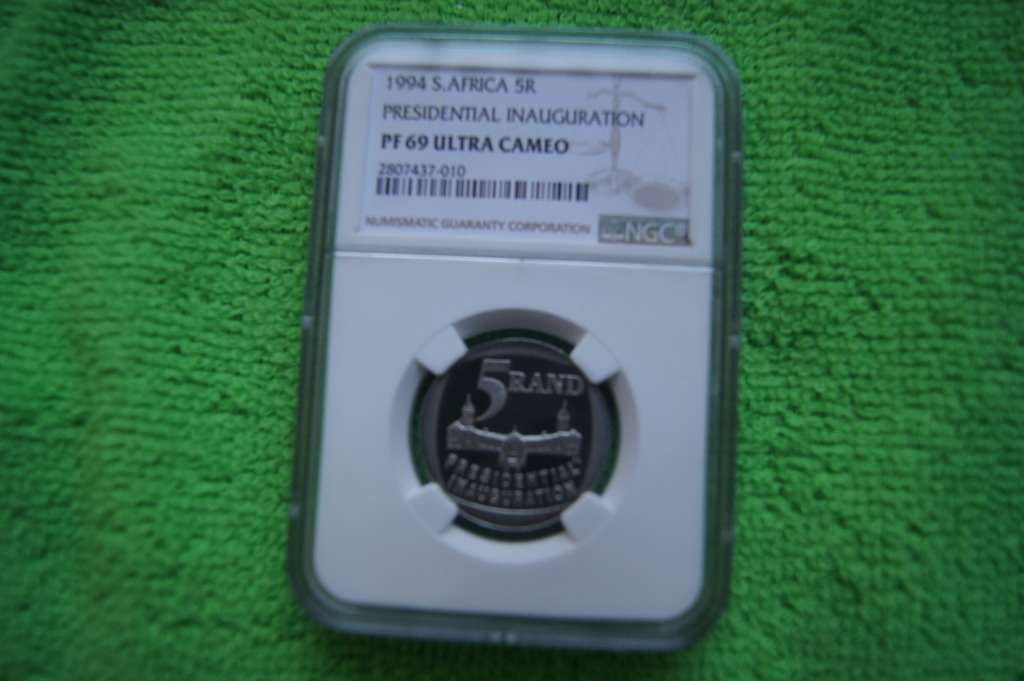 1994 S.AFRICA 5R
PRESIDENTIAL INAUGURATION
PF 69 ULTRA CAMEO
2807437-010
NUMISMATIC GUARANTY CORPORATION NGC
5 RAND
PRESIDENTIAL
INAUGURATION